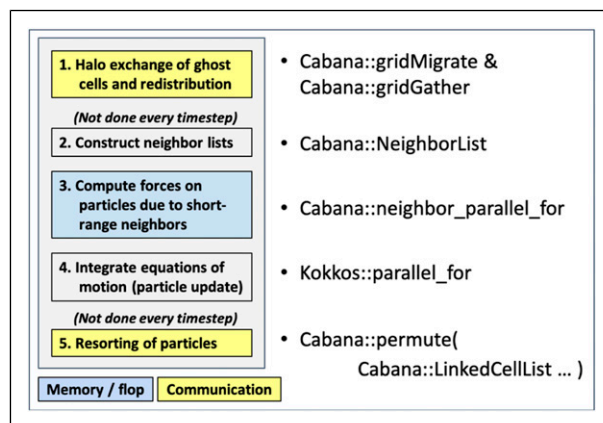 1. Halo exchange of ghost
cells and redistribution
• Cabana::gridMigrate &
Cabana::gridGather
(Not done every timestep)
2. Construct neighbor lists
• Cabana::NeighborList
3. Compute forces on
particles due to short-
range neighbors
• Cabana::neighbor_parallel_for
4. Integrate equations of
motion (particle update)
• Kokkos::parallel_for
(Not done every timestep)
5. Resorting of particles
• Cabana::permute(
Cabana::LinkedCellList ... )
Memory / flop
Communication